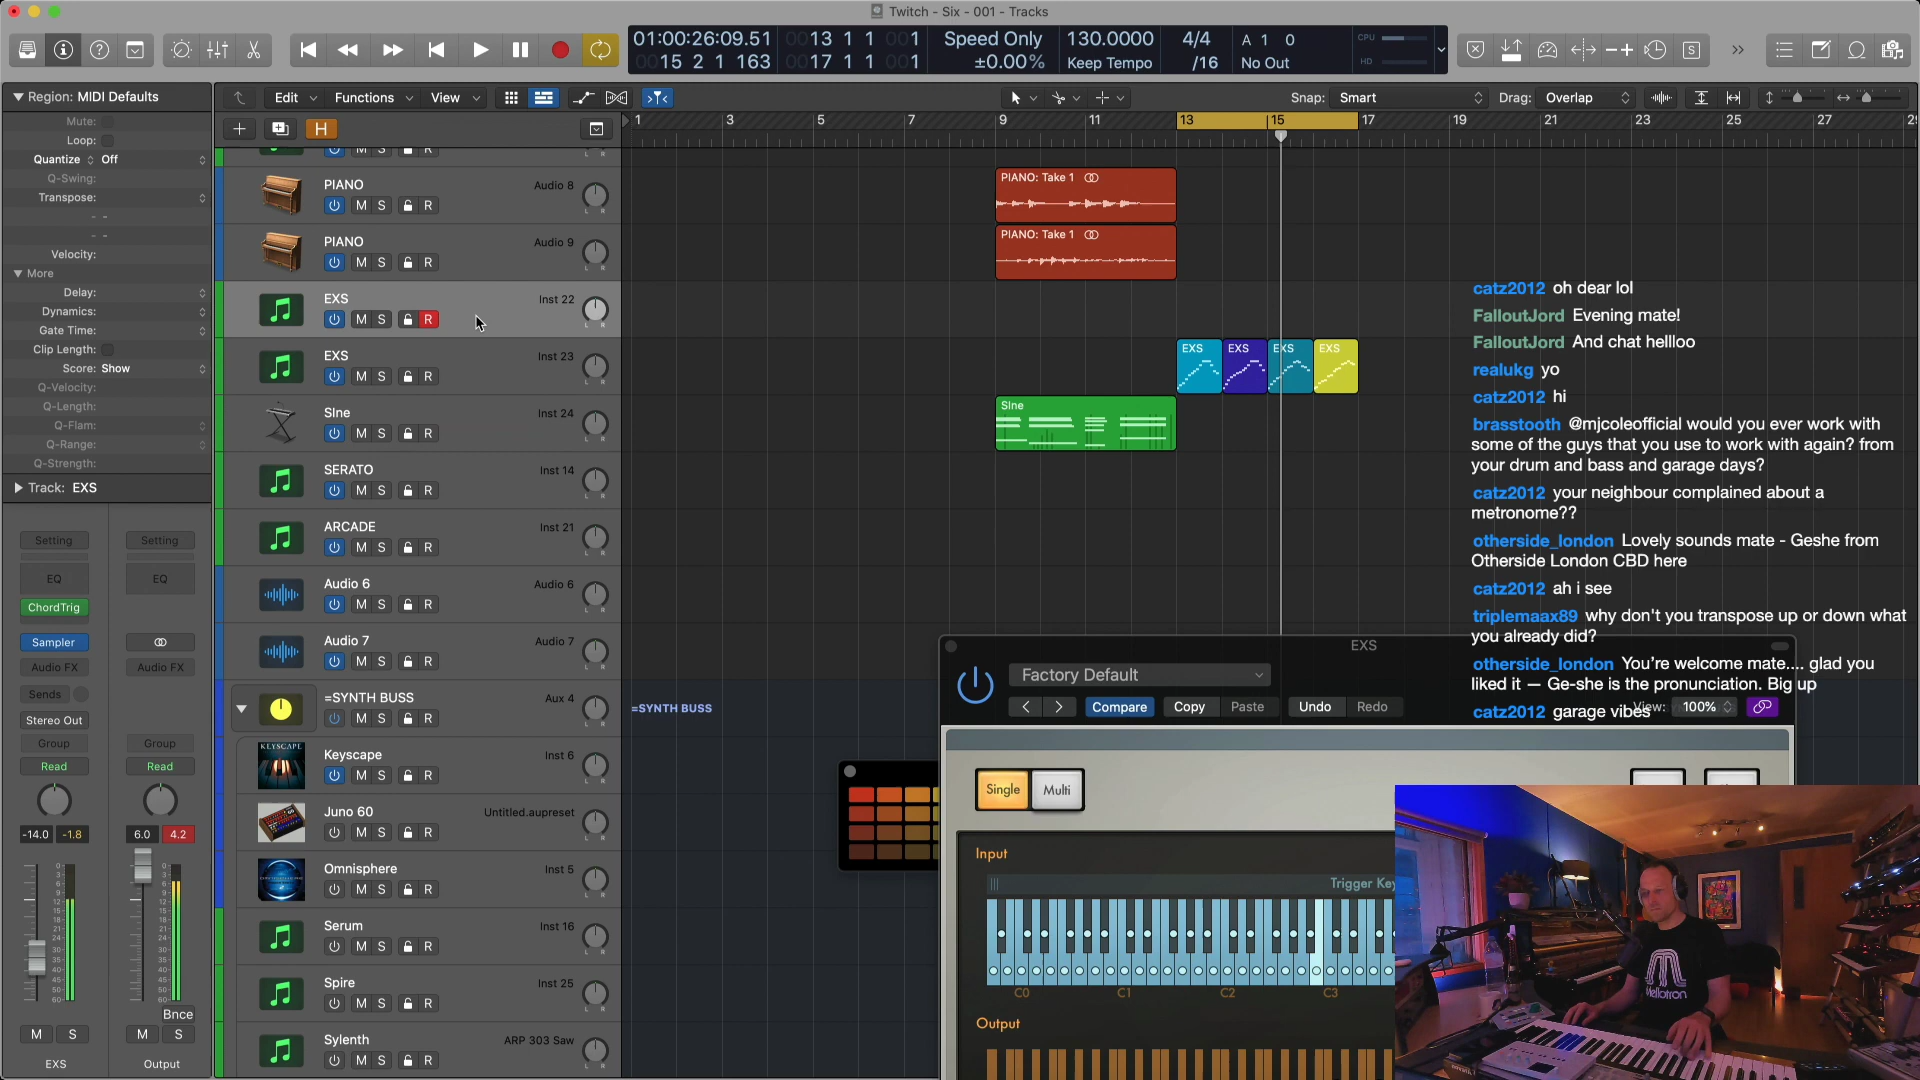 Twitch - Six - 001 - Tracks
01:00:26:09.51
0013 1 1 001
Speed Only
130.0000
4/4
A 1 0
CPU
0015 2 1 163
0017 1 1 001
±0.00%
Keep Tempo
/16
No Out
HD
Region: MIDI Defaults
Edit
Functions
View
Snap: Smart
Drag: Overlap
H
1 3 5 7 9 11 13 15 17 19 21 23 25 27
Mute:
Loop:
Quantize Off
Q-Swing:
Transpose:
Velocity:
More
Delay:
Dynamics:
Gate Time:
Clip Length:
Score: Show
Q-Velocity:
Q-Length:
Q-Flam:
Q-Range:
Q-Strength:
Track: EXS
Setting Setting
EQ EQ
ChordTrig
Sampler
Audio FX Audio FX
Sends
Stereo Out
Group Group
Read Read
-14.0 -1.8 6.0 4.2
Bnce
M S M S
EXS Output
M S R
PIANO Audio 8
M S R
PIANO Audio 9
M S R
EXS Inst 22
M S R
EXS Inst 23
M S R
SIne Inst 24
M S R
SERATO Inst 14
M S R
ARCADE Inst 21
M S R
Audio 6 Audio 6
M S R
Audio 7 Audio 7
M S R
=SYNTH BUSS Aux 4
M S R
KEYSCAPE
Keyscape Inst 6
M S R
Juno 60 Untitled.aupreset
M S R
Omnisphere Inst 5
M S R
Serum Inst 16
M S R
Spire Inst 25
M S R
Sylenth ARP 303 Saw
M S R
PIANO: Take 1
PIANO: Take 1
EXS EXS EXS EXS
SIne
=SYNTH BUSS
catz2012 oh dear lol
FalloutJord Evening mate!
FalloutJord And chat hellloo
realukg yo
catz2012 hi
brasstooth @mjcoleofficial would you ever work with
some of the guys that you use to work with again? from
your drum and bass and garage days?
catz2012 your neighbour complained about a
metronome??
otherside_london Lovely sounds mate - Geshe from
Otherside London CBD here
catz2012 ah i see
triplemaax89 why don't you transpose up or down what
you already did?
otherside_london You're welcome mate.... glad you
liked it — Ge-she is the pronunciation. Big up
catz2012 garage vibes
EXS
Factory Default
Compare Copy Paste Undo Redo View: 100%
Single Multi
Input
Trigger Key
C0 C1 C2 C3
Output
Mellotron